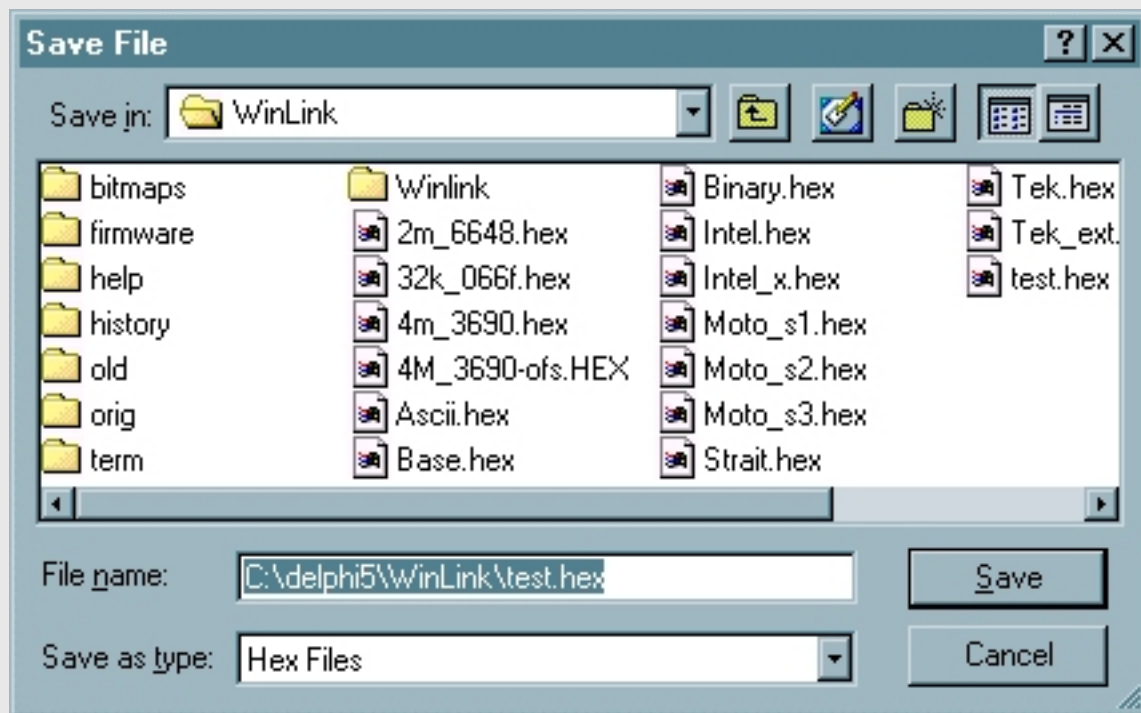 Save File
Save in: WinLink
bitmaps
firmware
help
history
old
orig
term
Winlink
2m_6648.hex
32k_066f.hex
4m_3690.hex
4M_3690-ofs.HEX
Ascii.hex
Base.hex
Binary.hex
Intel.hex
Intel_x.hex
Moto_s1.hex
Moto_s2.hex
Moto_s3.hex
Strait.hex
Tek.hex
Tek_ext.
test.hex
File name: C:\delphi5\WinLink\test.hex
Save
Save as type: Hex Files
Cancel